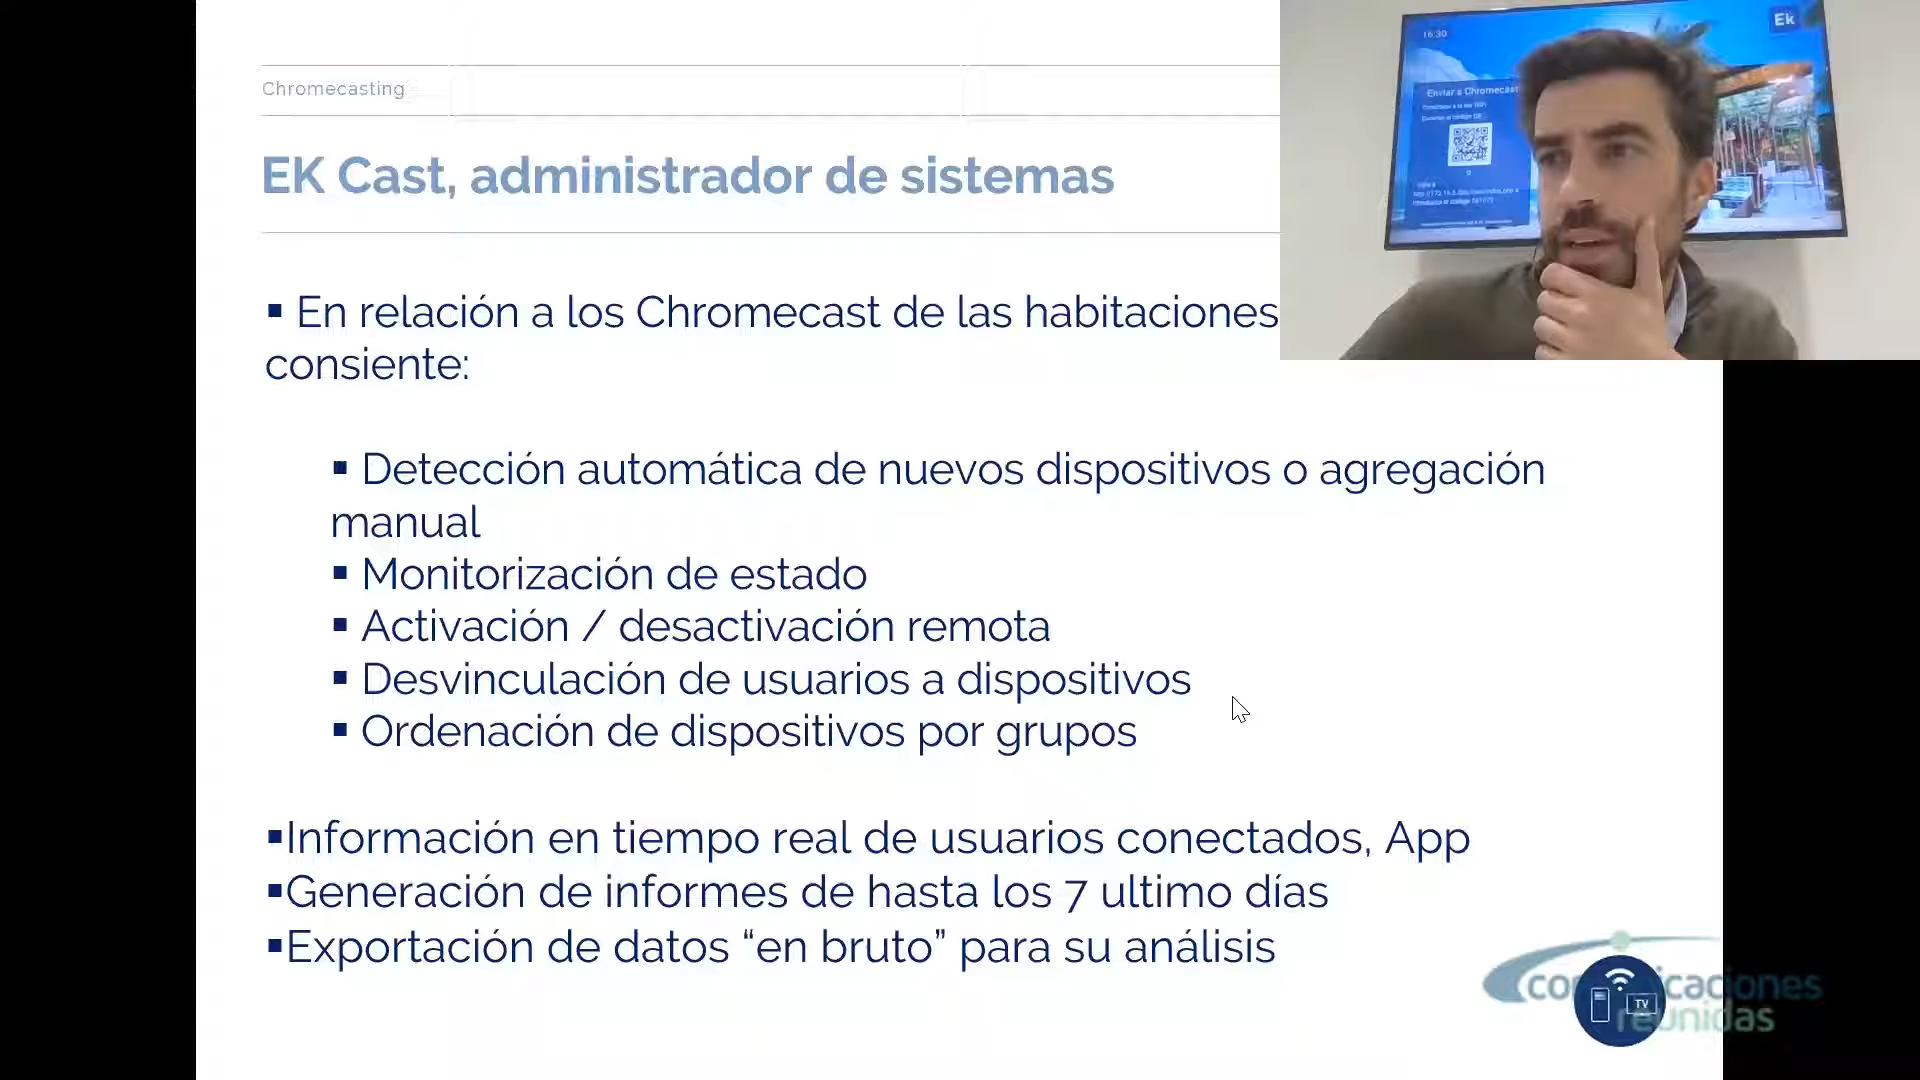 Chromecasting
EK Cast, administrador de sistemas
▪ En relación a los Chromecast de las habitaciones
consiente:
▪ Detección automática de nuevos dispositivos o agregación
manual
▪ Monitorización de estado
▪ Activación / desactivación remota
▪ Desvinculación de usuarios a dispositivos
▪ Ordenación de dispositivos por grupos
▪Información en tiempo real de usuarios conectados, App
▪Generación de informes de hasta los 7 ultimo días
▪Exportación de datos “en bruto” para su análisis
16:30
Ek
Enviar a Chromecast
TV
reunidas